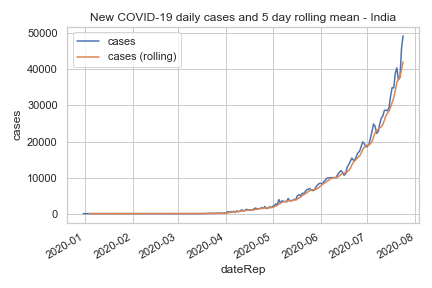 New COVID-19 daily cases and 5 day rolling mean - India
cases
cases (rolling)
50000
40000
30000
20000
10000
0
cases
2020-01
2020-02
2020-03
2020-04
2020-05
2020-06
2020-07
2020-08
dateRep